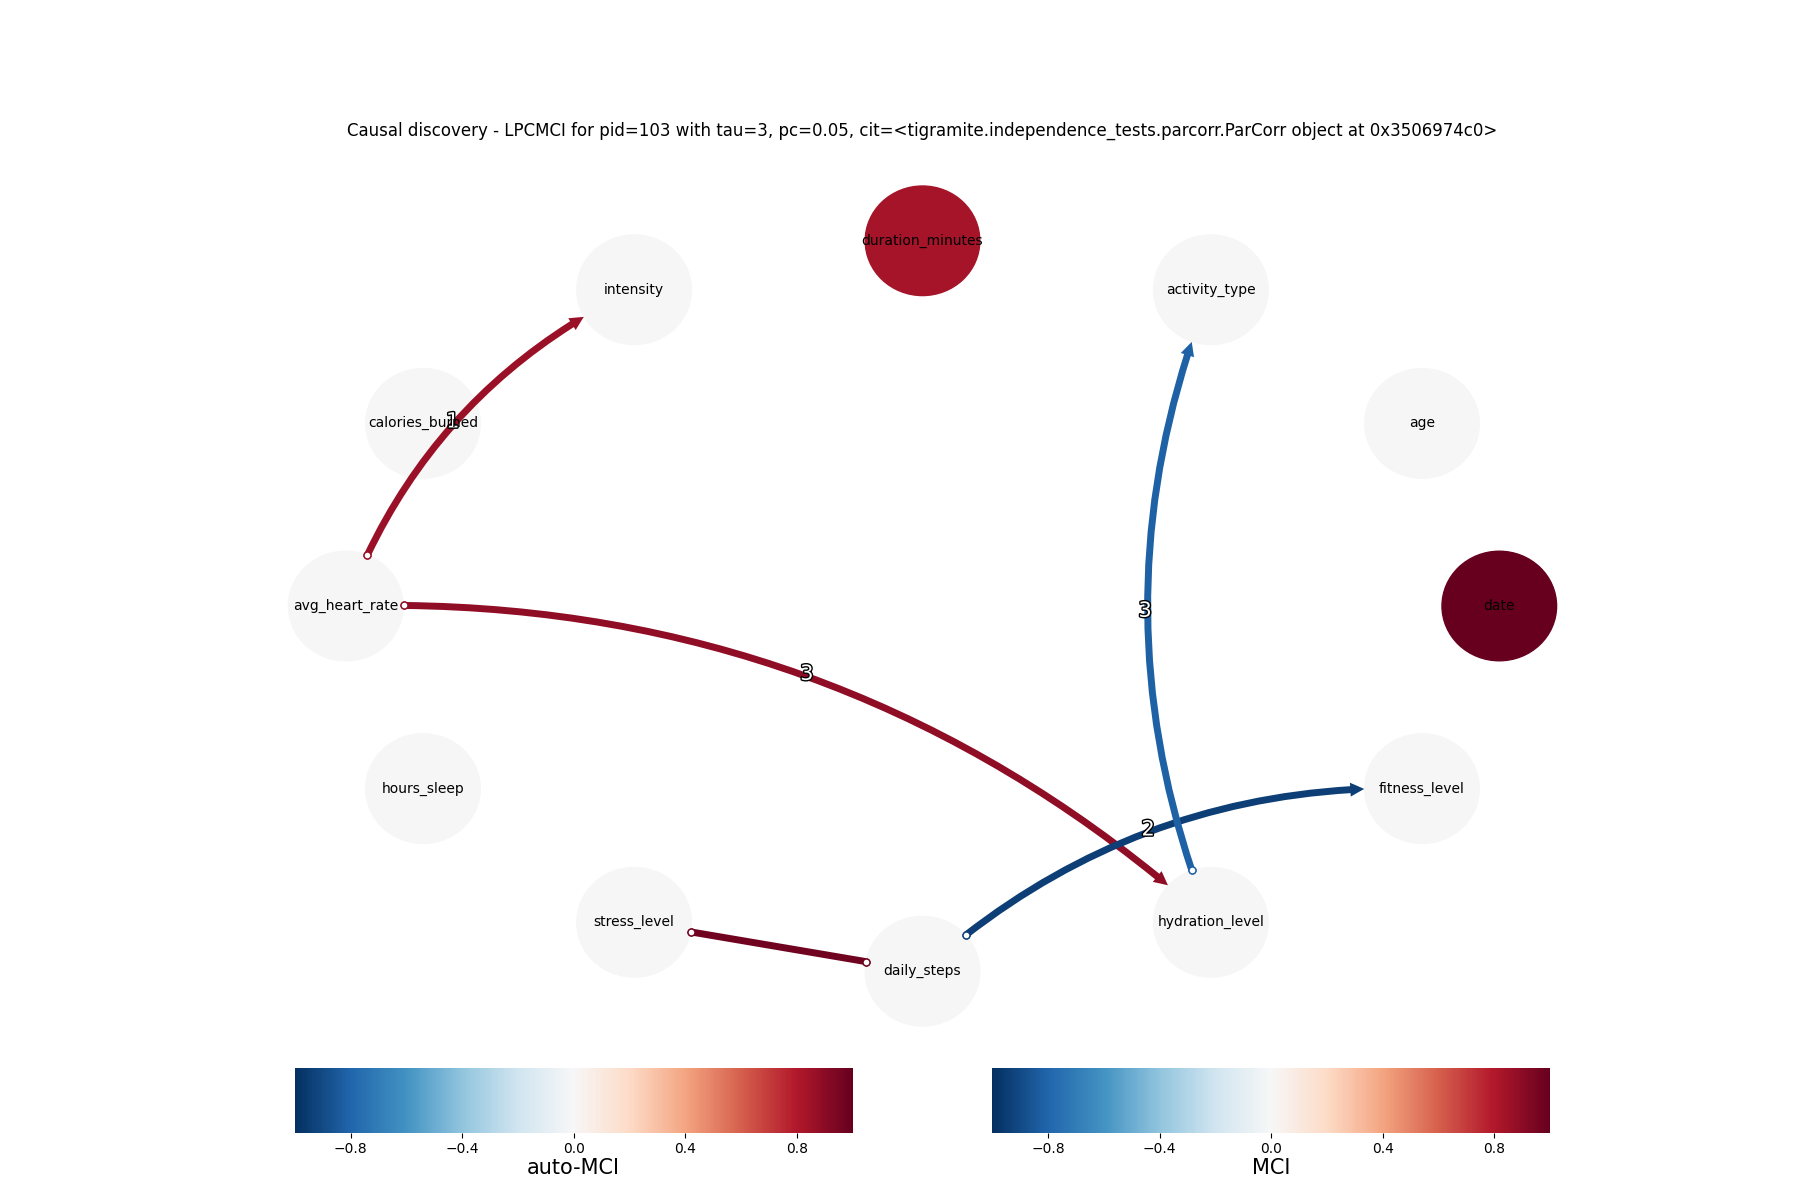 Causal discovery - LPCMCI for pid=103 with tau=3, pc=0.05, cit=<tigramite.independence_tests.parcorr.ParCorr object at 0x3506974c0>
duration_minutes
intensity
activity_type
calories_burned
1
age
avg_heart_rate
date
3
3
hours_sleep
fitness_level
2
stress_level
hydration_level
daily_steps
−0.8 −0.4 0.0 0.4 0.8
auto-MCI
−0.8 −0.4 0.0 0.4 0.8
MCI